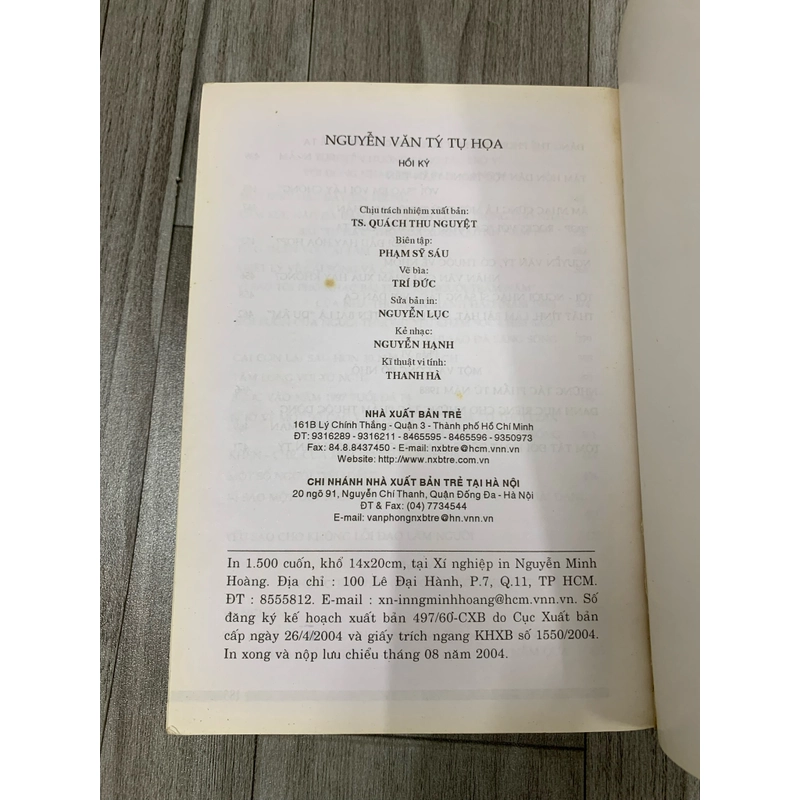 NGUYỄN VĂN TÝ TỰ HỌA
HỒI KÝ
Chịu trách nhiệm xuất bản:
TS. QUÁCH THU NGUYỆT
Biên tập:
PHẠM SỸ SÁU
Vẽ bìa:
TRÍ ĐỨC
Sửa bản in:
NGUYỄN LỤC
Kẻ nhạc:
NGUYỄN HẠNH
Kĩ thuật vi tính:
THANH HÀ
NHÀ XUẤT BẢN TRẺ
161B Lý Chính Thắng - Quận 3 - Thành phố Hồ Chí Minh
ĐT: 9316289 - 9316211 - 8465595 - 8465596 - 9350973
Fax: 84.8.8437450 - E-mail: nxbtre@hcm.vnn.vn
Website: http://www.nxbtre.com.vn
CHI NHÁNH NHÀ XUẤT BẢN TRẺ TẠI HÀ NỘI
20 ngõ 91, Nguyễn Chí Thanh, Quận Đống Đa - Hà Nội
ĐT & Fax: (04) 7734544
E-mail: vanphongnxbtre@hn.vnn.vn
In 1.500 cuốn, khổ 14x20cm, tại Xí nghiệp in Nguyễn Minh
Hoàng. Địa chỉ : 100 Lê Đại Hành, P.7, Q.11, TP HCM.
ĐT : 8555812. E-mail : xn-inngminhhoang@hcm.vnn.vn. Số
đăng ký kế hoạch xuất bản 497/60-CXB do Cục Xuất bản
cấp ngày 26/4/2004 và giấy trích ngang KHXB số 1550/2004.
In xong và nộp lưu chiểu tháng 08 năm 2004.